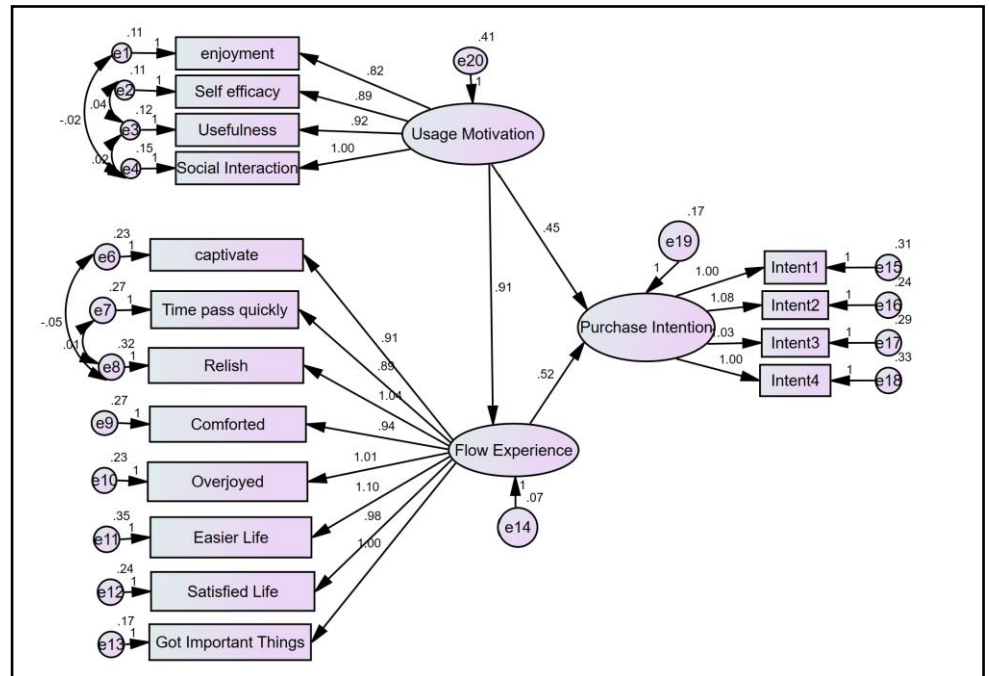 .11
e1
1
enjoyment
.11
e2
1
Self efficacy
.04
.12
e3
1
Usefulness
-.02
.02
.15
e4
1
Social Interaction
.41
e20
1
.82
.89
.92
1.00
Usage Motivation
.45
.91
.17
e19
1
Purchase Intention
1.00
1.08
.03
1.00
Intent1
1
.31
e15
Intent2
1
.24
e16
Intent3
1
.29
e17
Intent4
1
.33
e18
.52
.23
e6
1
captivate
.27
e7
1
Time pass quickly
-.05
.01
.32
e8
1
Relish
.27
e9
1
Comforted
.23
e10
1
Overjoyed
.35
e11
1
Easier Life
.24
e12
1
Satisfied Life
.17
e13
1
Got Important Things
.91
.89
1.04
.94
1.01
1.10
.98
1.00
Flow Experience
1
.07
e14